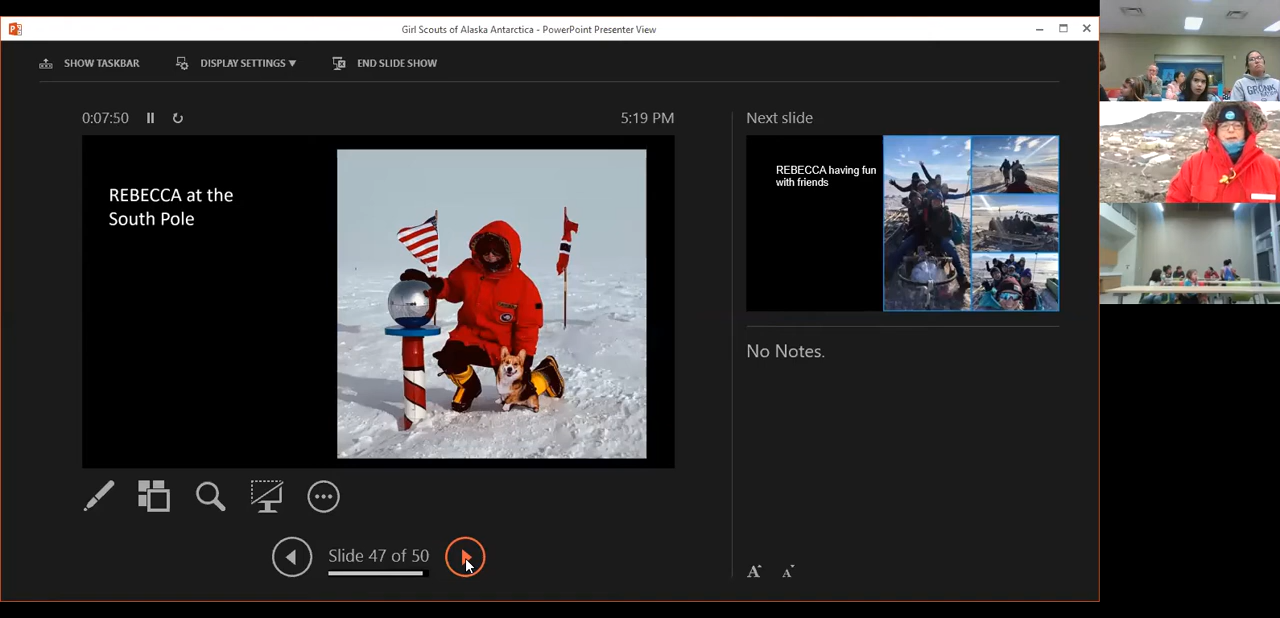 Girl Scouts of Alaska Antarctica - PowerPoint Presenter View
SHOW TASKBAR
DISPLAY SETTINGS ▼
END SLIDE SHOW
0:07:50
5:19 PM
Next slide
REBECCA at the
South Pole
REBECCA having fun
with friends
No Notes.
Slide 47 of 50
A
A
GRONK